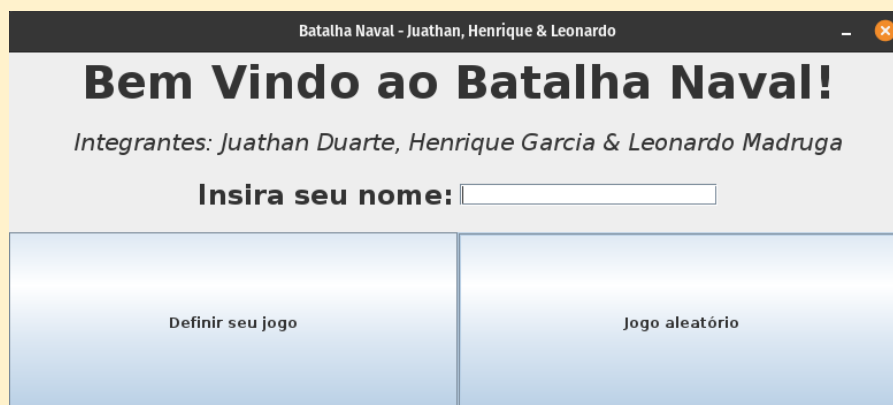 Batalha Naval - Juathan, Henrique & Leonardo
Bem Vindo ao Batalha Naval!
Integrantes: Juathan Duarte, Henrique Garcia & Leonardo Madruga
Insira seu nome:
Definir seu jogo
Jogo aleatório